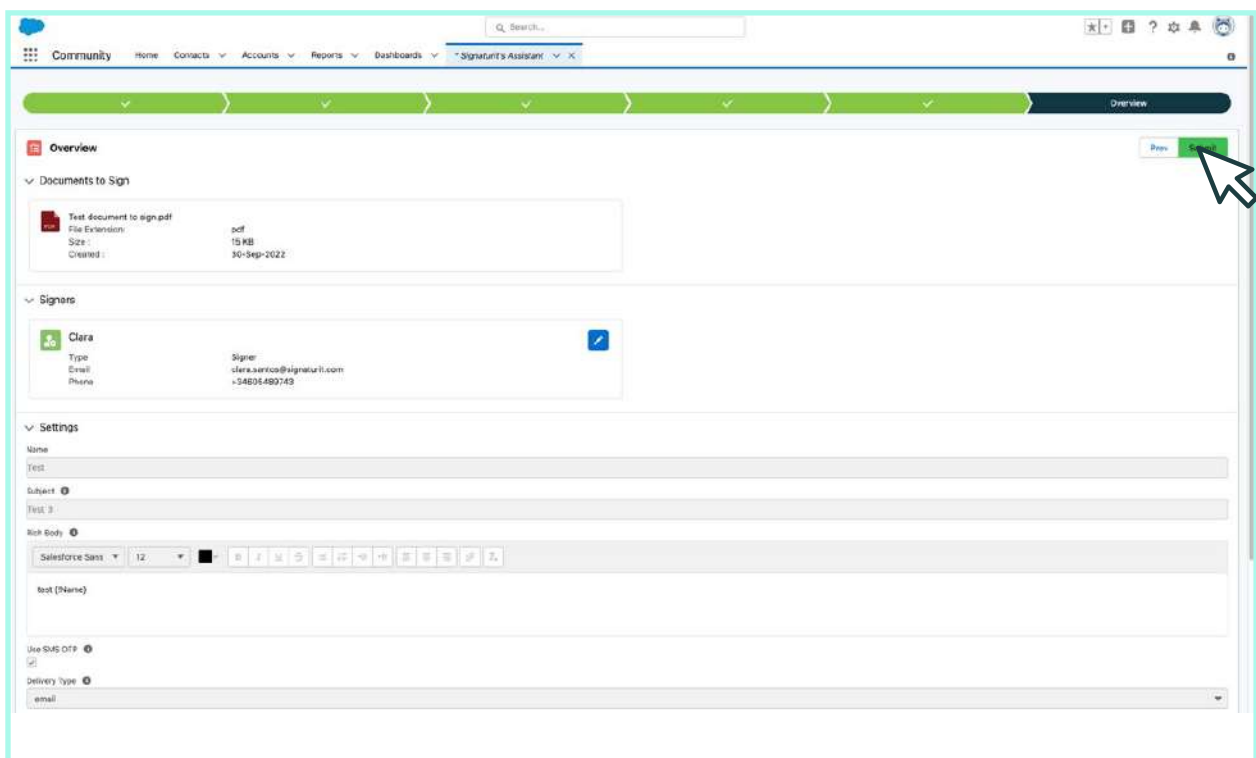 Search...
Community Home Contacts Accounts Reports Dashboards * Signaturit's Assistant
Overview
Overview
Prev Submit
Documents to Sign
Test document to sign.pdf
File Extension: pdf
Size : 15 KB
Created : 30-Sep-2022
Signers
Clara
Type Signer
Email clara.santos@signaturit.com
Phone
Settings
Name
Test
Subject
Test 3
Rich Body
Salesforce Sans 12
test {!Name}
Use SMS OTP
Delivery Type
email